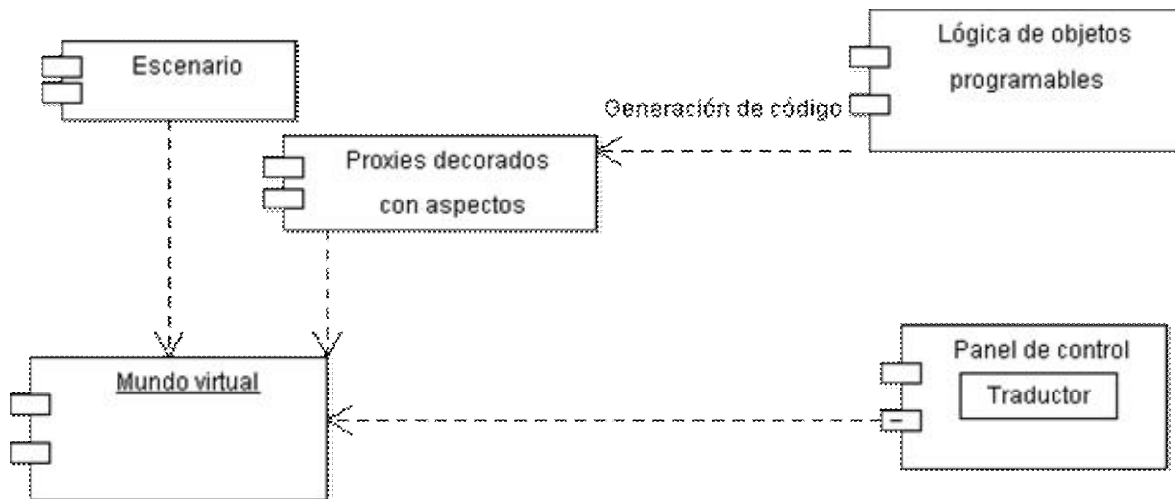 Escenario
Lógica de objetos
programables
Generación de código
Proxies decorados
con aspectos
Mundo virtual
Panel de control
Traductor